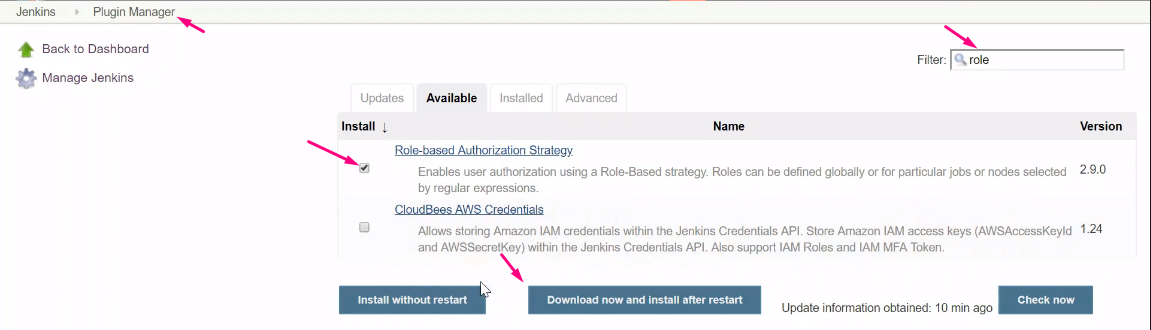 Jenkins Plugin Manager
Back to Dashboard
Manage Jenkins
Filter: role
Updates Available Installed Advanced
Install ↓ Name Version
Role-based Authorization Strategy
Enables user authorization using a Role-Based strategy. Roles can be defined globally or for particular jobs or nodes selected
by regular expressions.
2.9.0
CloudBees AWS Credentials
Allows storing Amazon IAM credentials within the Jenkins Credentials API. Store Amazon IAM access keys (AWSAccessKeyId
and AWSSecretKey) within the Jenkins Credentials API. Also support IAM Roles and IAM MFA Token.
1.24
Install without restart Download now and install after restart Update information obtained: 10 min ago Check now